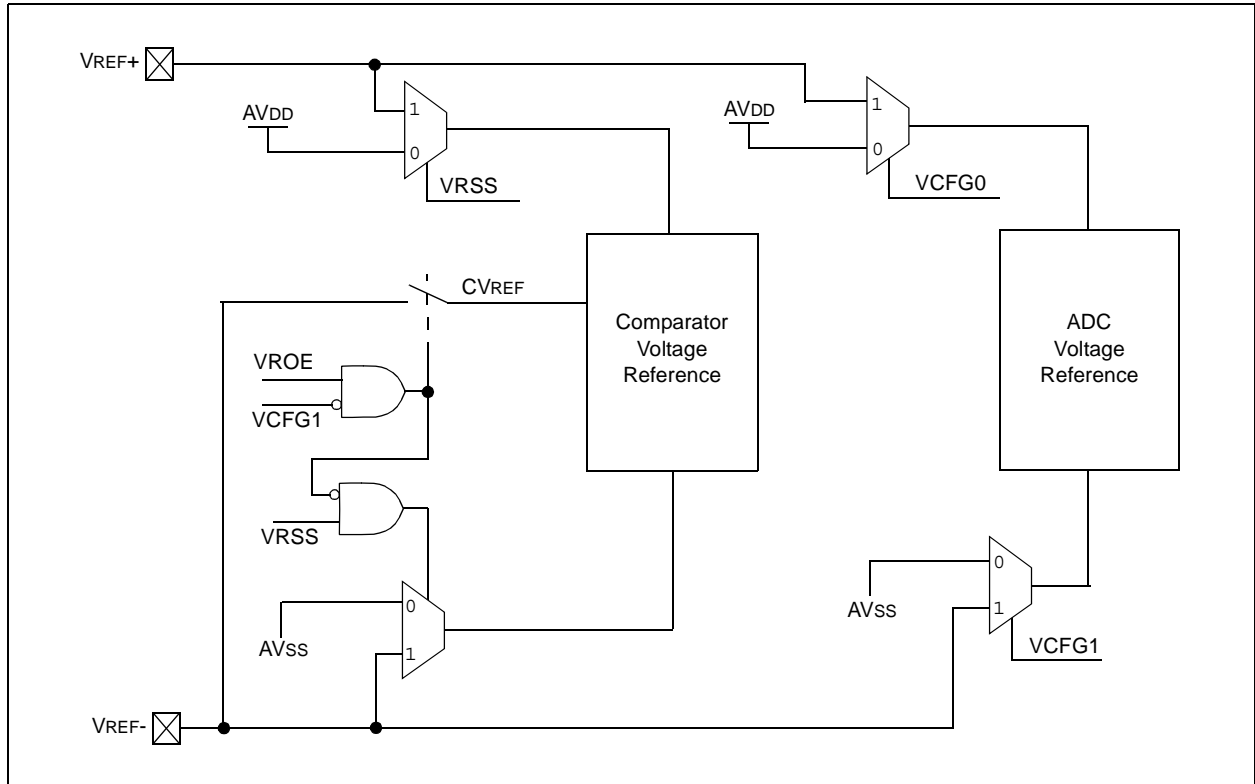 VREF+
AVDD
1
0
VRSS
AVDD
1
0
VCFG0
CVREF
Comparator
Voltage
Reference
ADC
Voltage
Reference
VROE
VCFG1
VRSS
AVSS
0
1
AVSS
0
1
VCFG1
VREF-